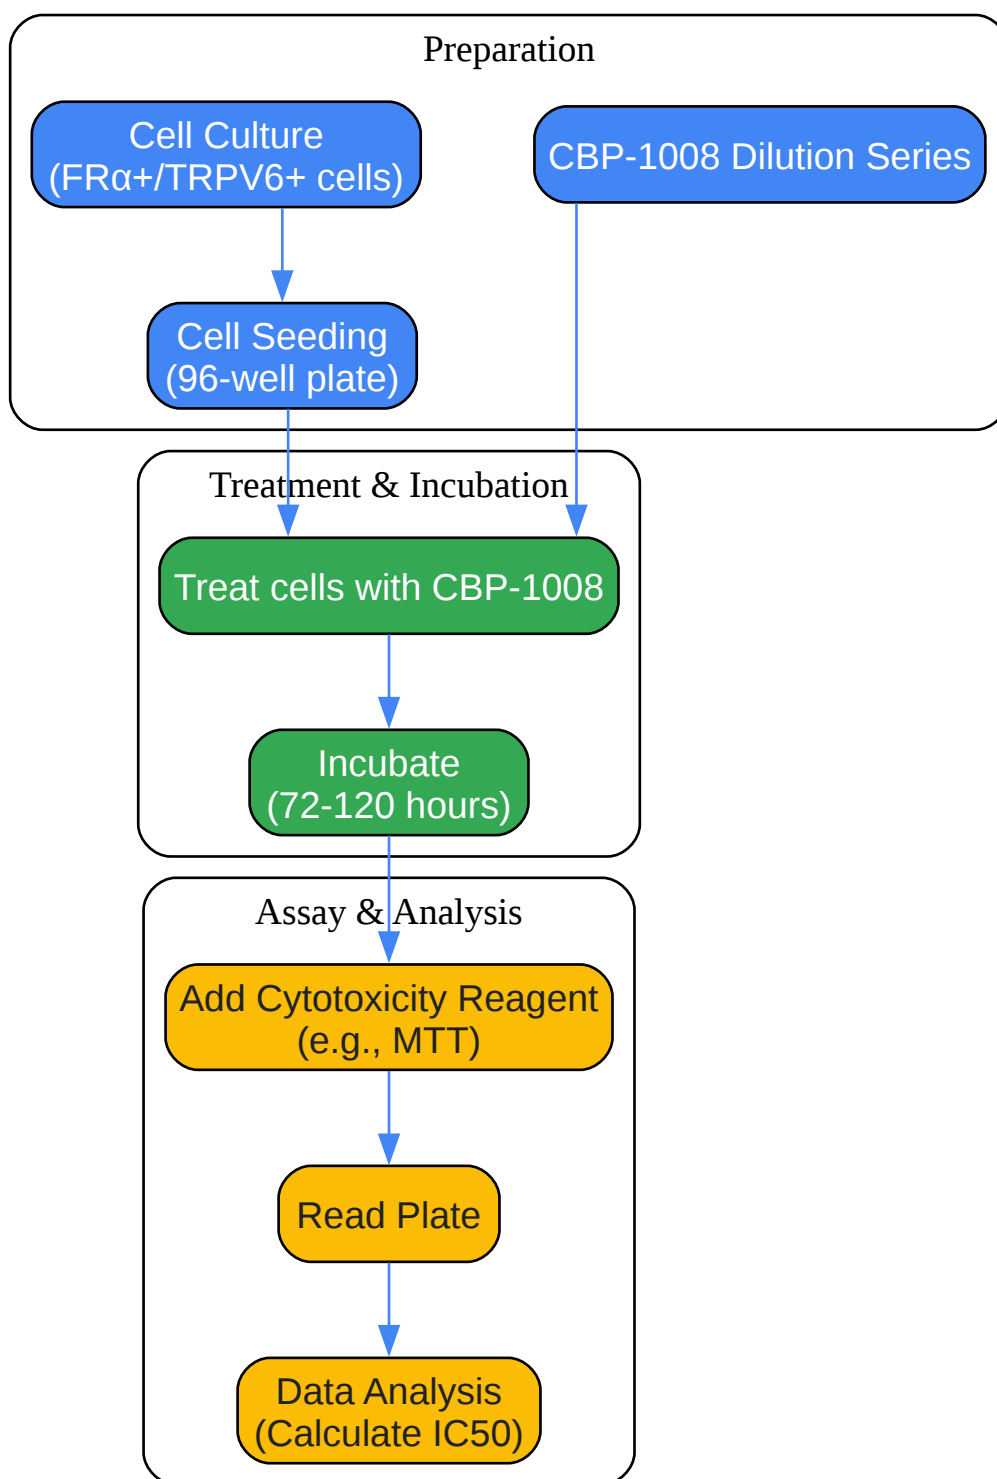 Preparation
Cell Culture
(FRα+/TRPV6+ cells)
CBP-1008 Dilution Series
Cell Seeding
(96-well plate)
Treatment & Incubation
Treat cells with CBP-1008
Incubate
(72-120 hours)
Assay & Analysis
Add Cytotoxicity Reagent
(e.g., MTT)
Read Plate
Data Analysis
(Calculate IC50)